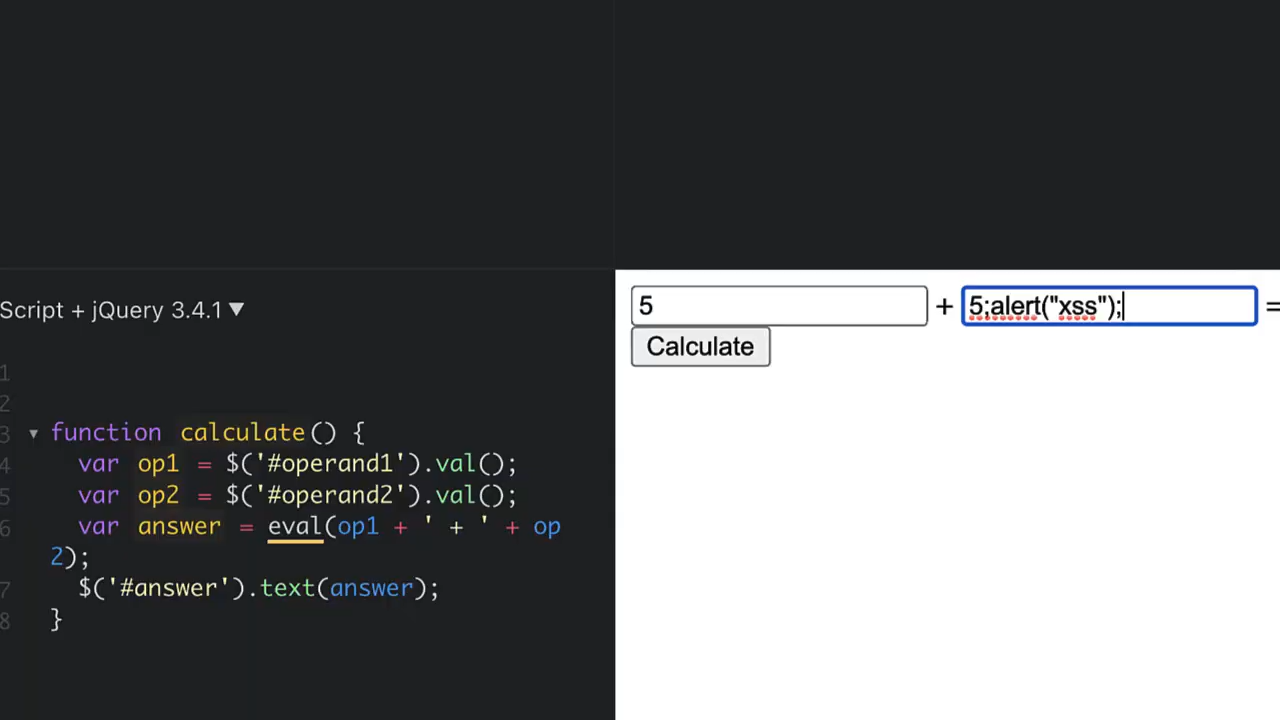 Script + jQuery 3.4.1 ▼
1
2
3 ▼ function calculate() {
4 var op1 = $('#operand1').val();
5 var op2 = $('#operand2').val();
6 var answer = eval(op1 + ' + ' + op
2);
7 $('#answer').text(answer);
8 }
5 + 5;alert("xss"); =
Calculate